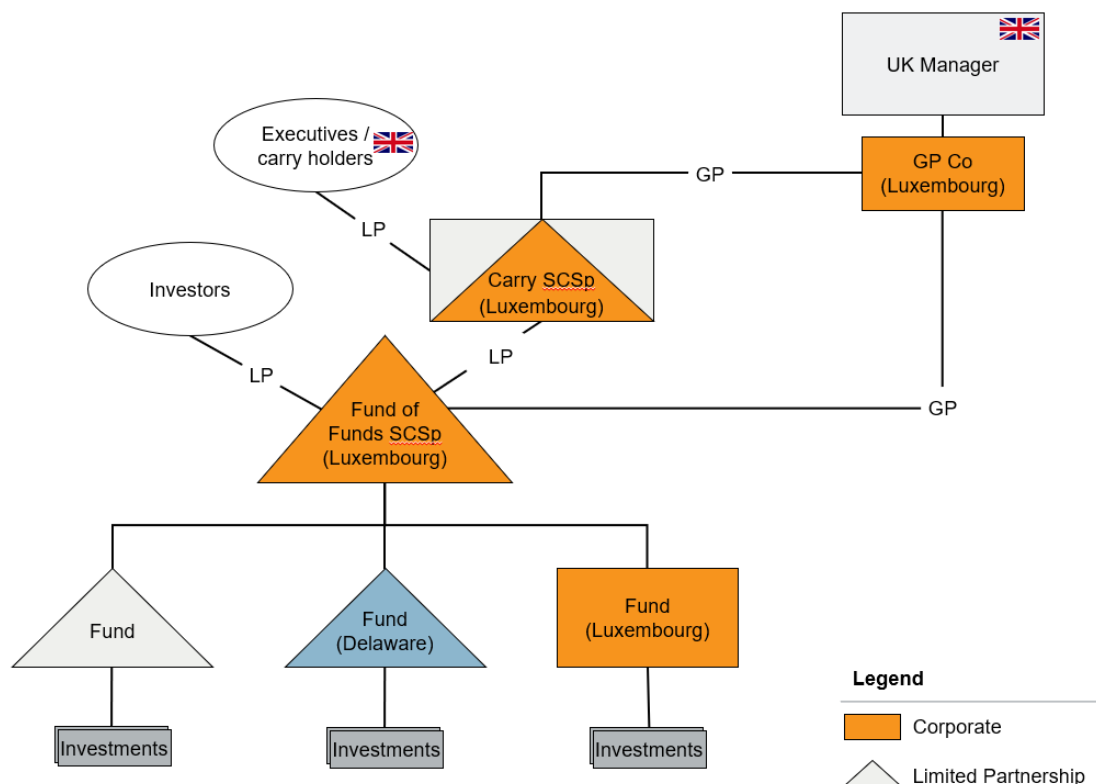 UK Manager
Executives /
carry holders
GP Co
(Luxembourg)
GP
LP
Carry SCSp
(Luxembourg)
Investors
LP
LP
Fund of
Funds SCSp
(Luxembourg)
GP
Fund
Fund
(Delaware)
Fund
(Luxembourg)
Investments
Investments
Investments
Legend
Corporate
Limited Partnership